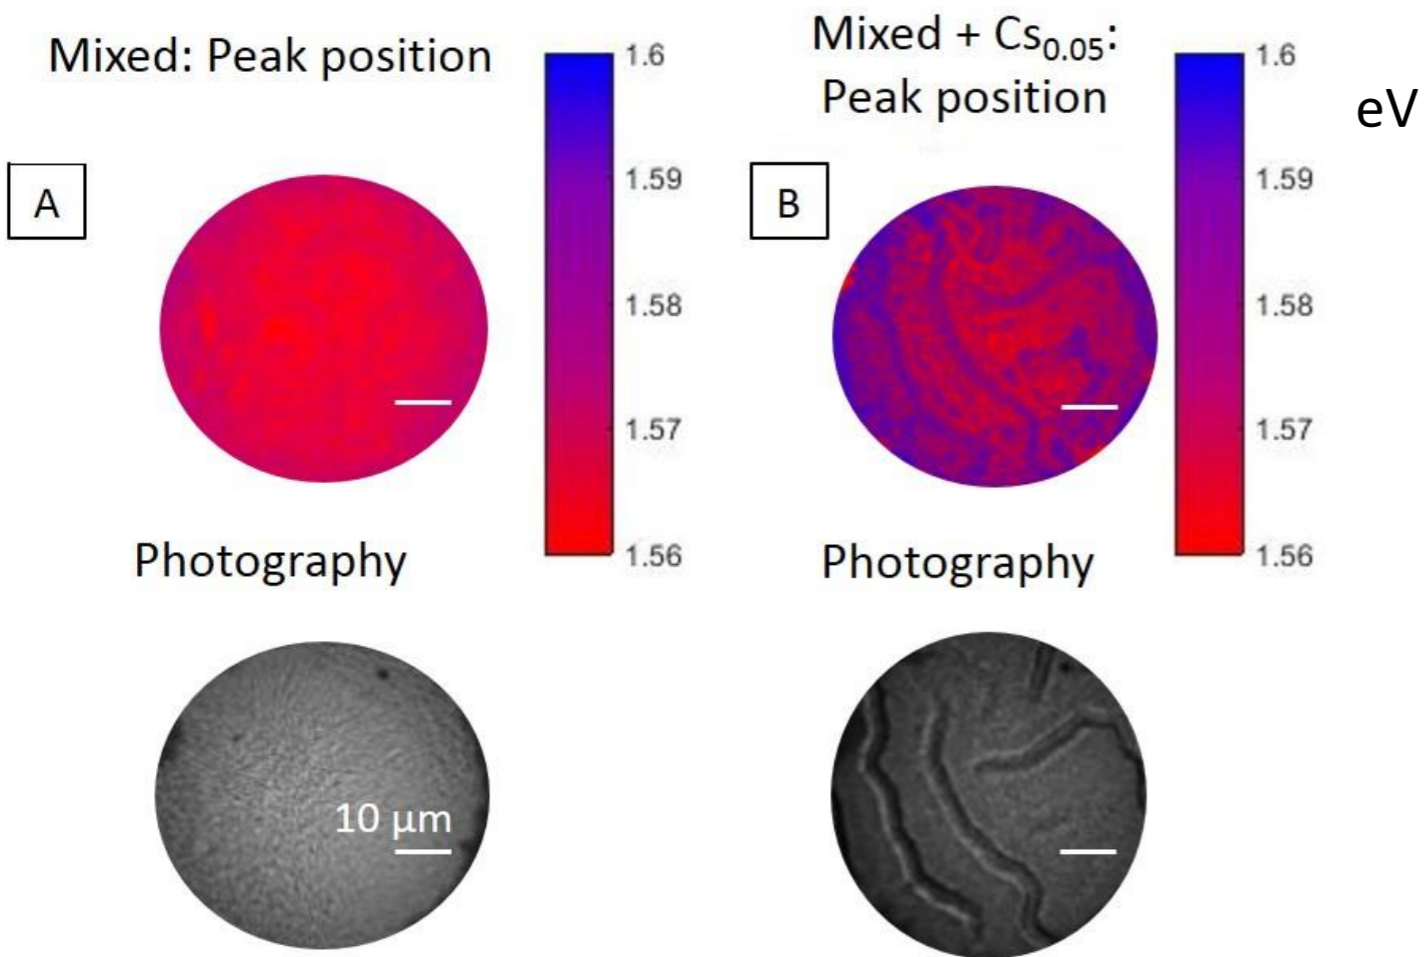 Mixed: Peak position
1.6
1.59
1.58
1.57
1.56
A
Mixed + Cs0.05:
Peak position
1.6
1.59
1.58
1.57
1.56
eV
B
Photography
Photography
10 µm